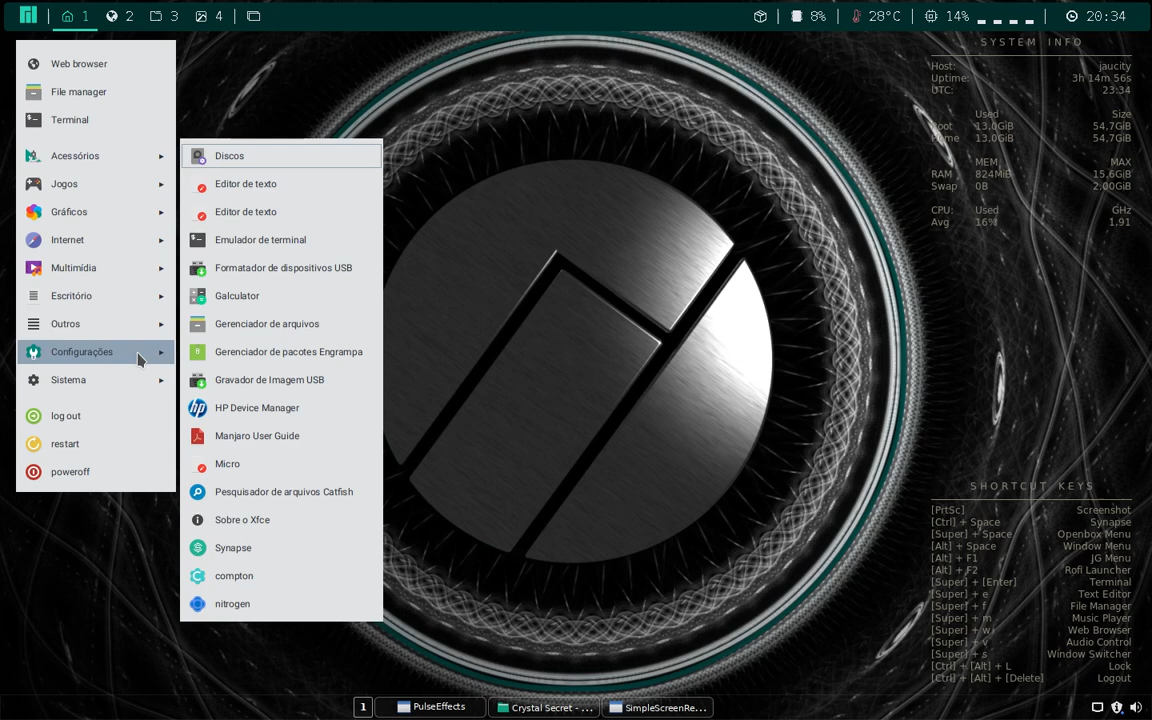 1 2 3 4 8% 28°C 14% 20:34
Web browser
File manager
Terminal
Acessórios
Jogos
Gráficos
Internet
Multimídia
Escritório
Outros
Configurações
Sistema
log out
restart
poweroff
Discos
Editor de texto
Editor de texto
Emulador de terminal
Formatador de dispositivos USB
Galculator
Gerenciador de arquivos
Gerenciador de pacotes Engrampa
Gravador de Imagem USB
HP Device Manager
Manjaro User Guide
Micro
Pesquisador de arquivos Catfish
Sobre o Xfce
Synapse
compton
nitrogen
SYSTEM INFO
Host: jaucity
Uptime: 3h 14m 56s
UTC: 23:34
Used Size
Root 13,0GiB 54,7GiB
Home 13,0GiB 54,7GiB
MEM MAX
RAM 824MiB 15,6GiB
Swap 0B 2,00GiB
CPU: Used GHz
Avg 16% 1,91
SHORTCUT KEYS
[PrtSc] Screenshot
[Ctrl] + Space Synapse
[Super] + Space Openbox Menu
[Alt] + Space Window Menu
[Alt] + F1 JG Menu
[Alt] + F2 Rofi Launcher
[Super] + [Enter] Terminal
[Super] + e Text Editor
[Super] + f File Manager
[Super] + m Music Player
[Super] + w Web Browser
[Super] + v Audio Control
[Super] + s Window Switcher
[Ctrl] + [Alt] + L Lock
[Ctrl] + [Alt] + [Delete] Logout
1 PulseEffects Crystal Secret - ... SimpleScreenRe...